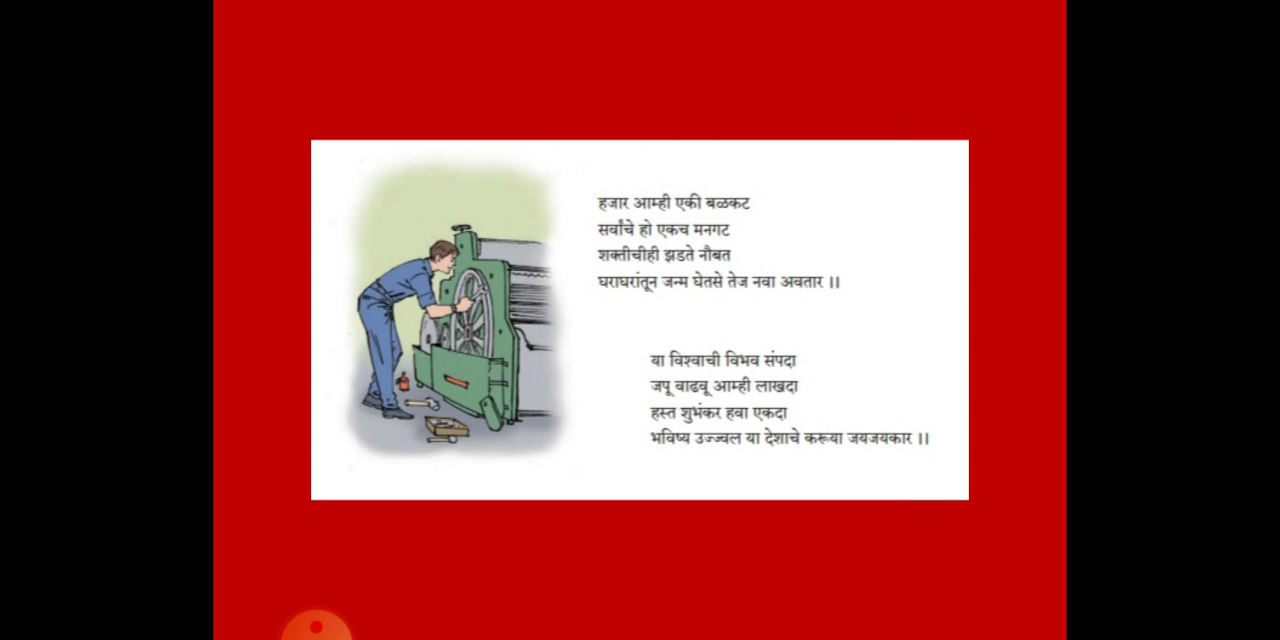 हजार आम्ही एकी बळकट
सर्वांचे हो एकच मनगट
शक्तीचीही झडते नौबत
घराघरांतून जन्म घेतसे तेज नवा अवतार ।।
या विश्वाची विभव संपदा
जपू वाढवू आम्ही लाखदा
हस्त शुभंकर हवा एकदा
भविष्य उज्ज्वल या देशाचे करूया जयजयकार ।।